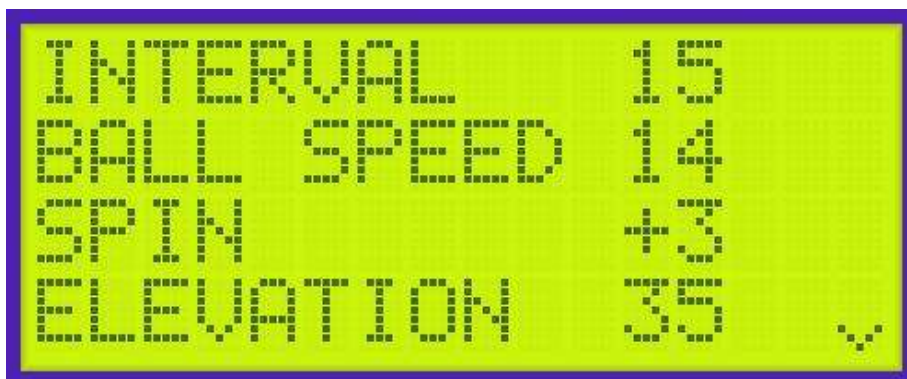 INTERVAL 15
BALL SPEED 14
SPIN +3
ELEVATION 35